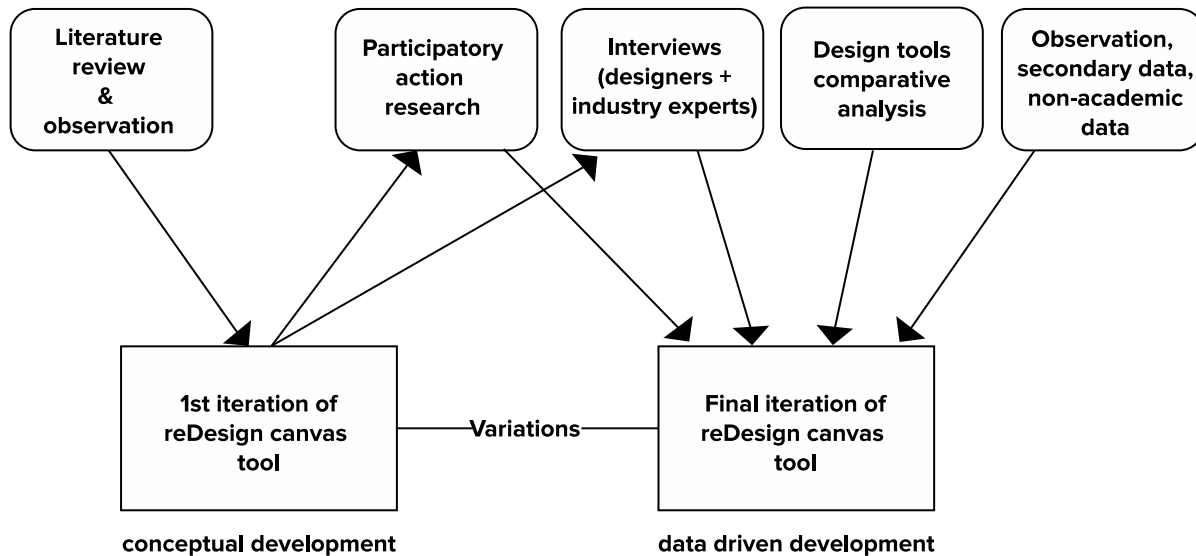 Literature
review
&
observation
Participatory
action
research
Interviews
(designers +
industry experts)
Design tools
comparative
analysis
Observation,
secondary data,
non-academic
data
1st iteration of
reDesign canvas
tool
Variations
Final iteration of
reDesign canvas
tool
conceptual development
data driven development